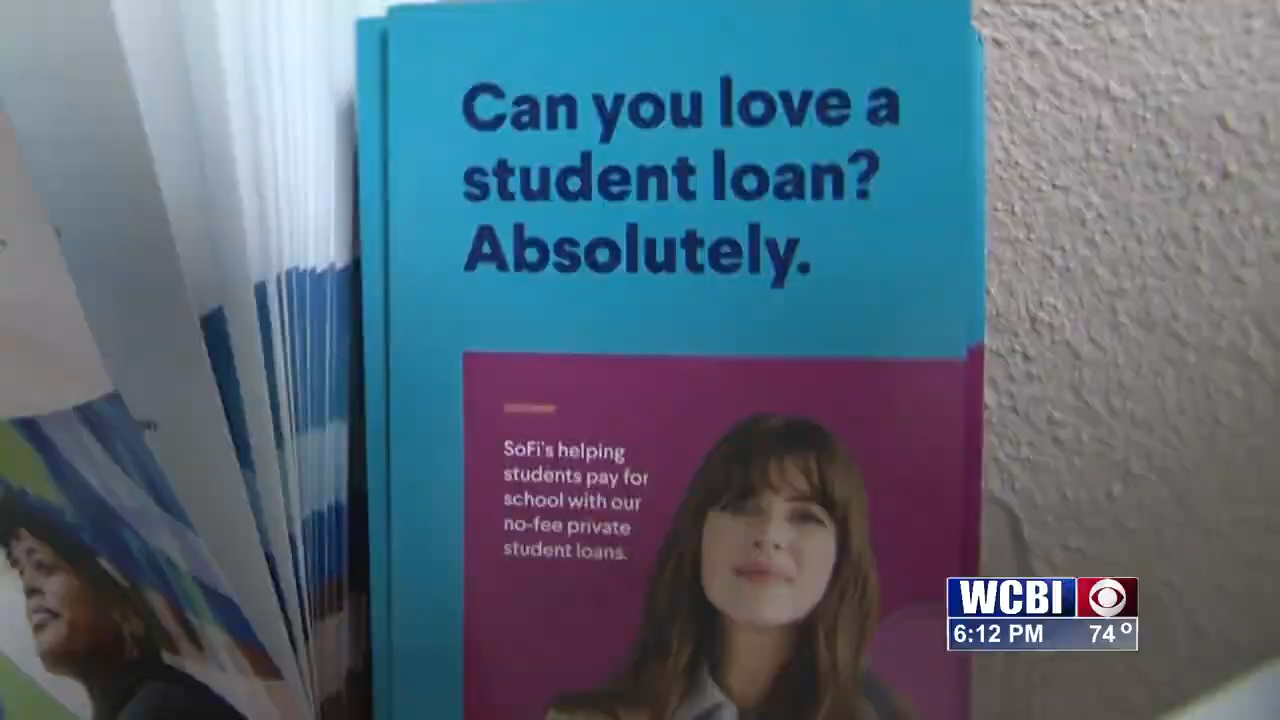 Can you love a
student loan?
Absolutely.
SoFi's helping
students pay for
school with our
no-fee private
student loans.
WCBI
6:12 PM 74°